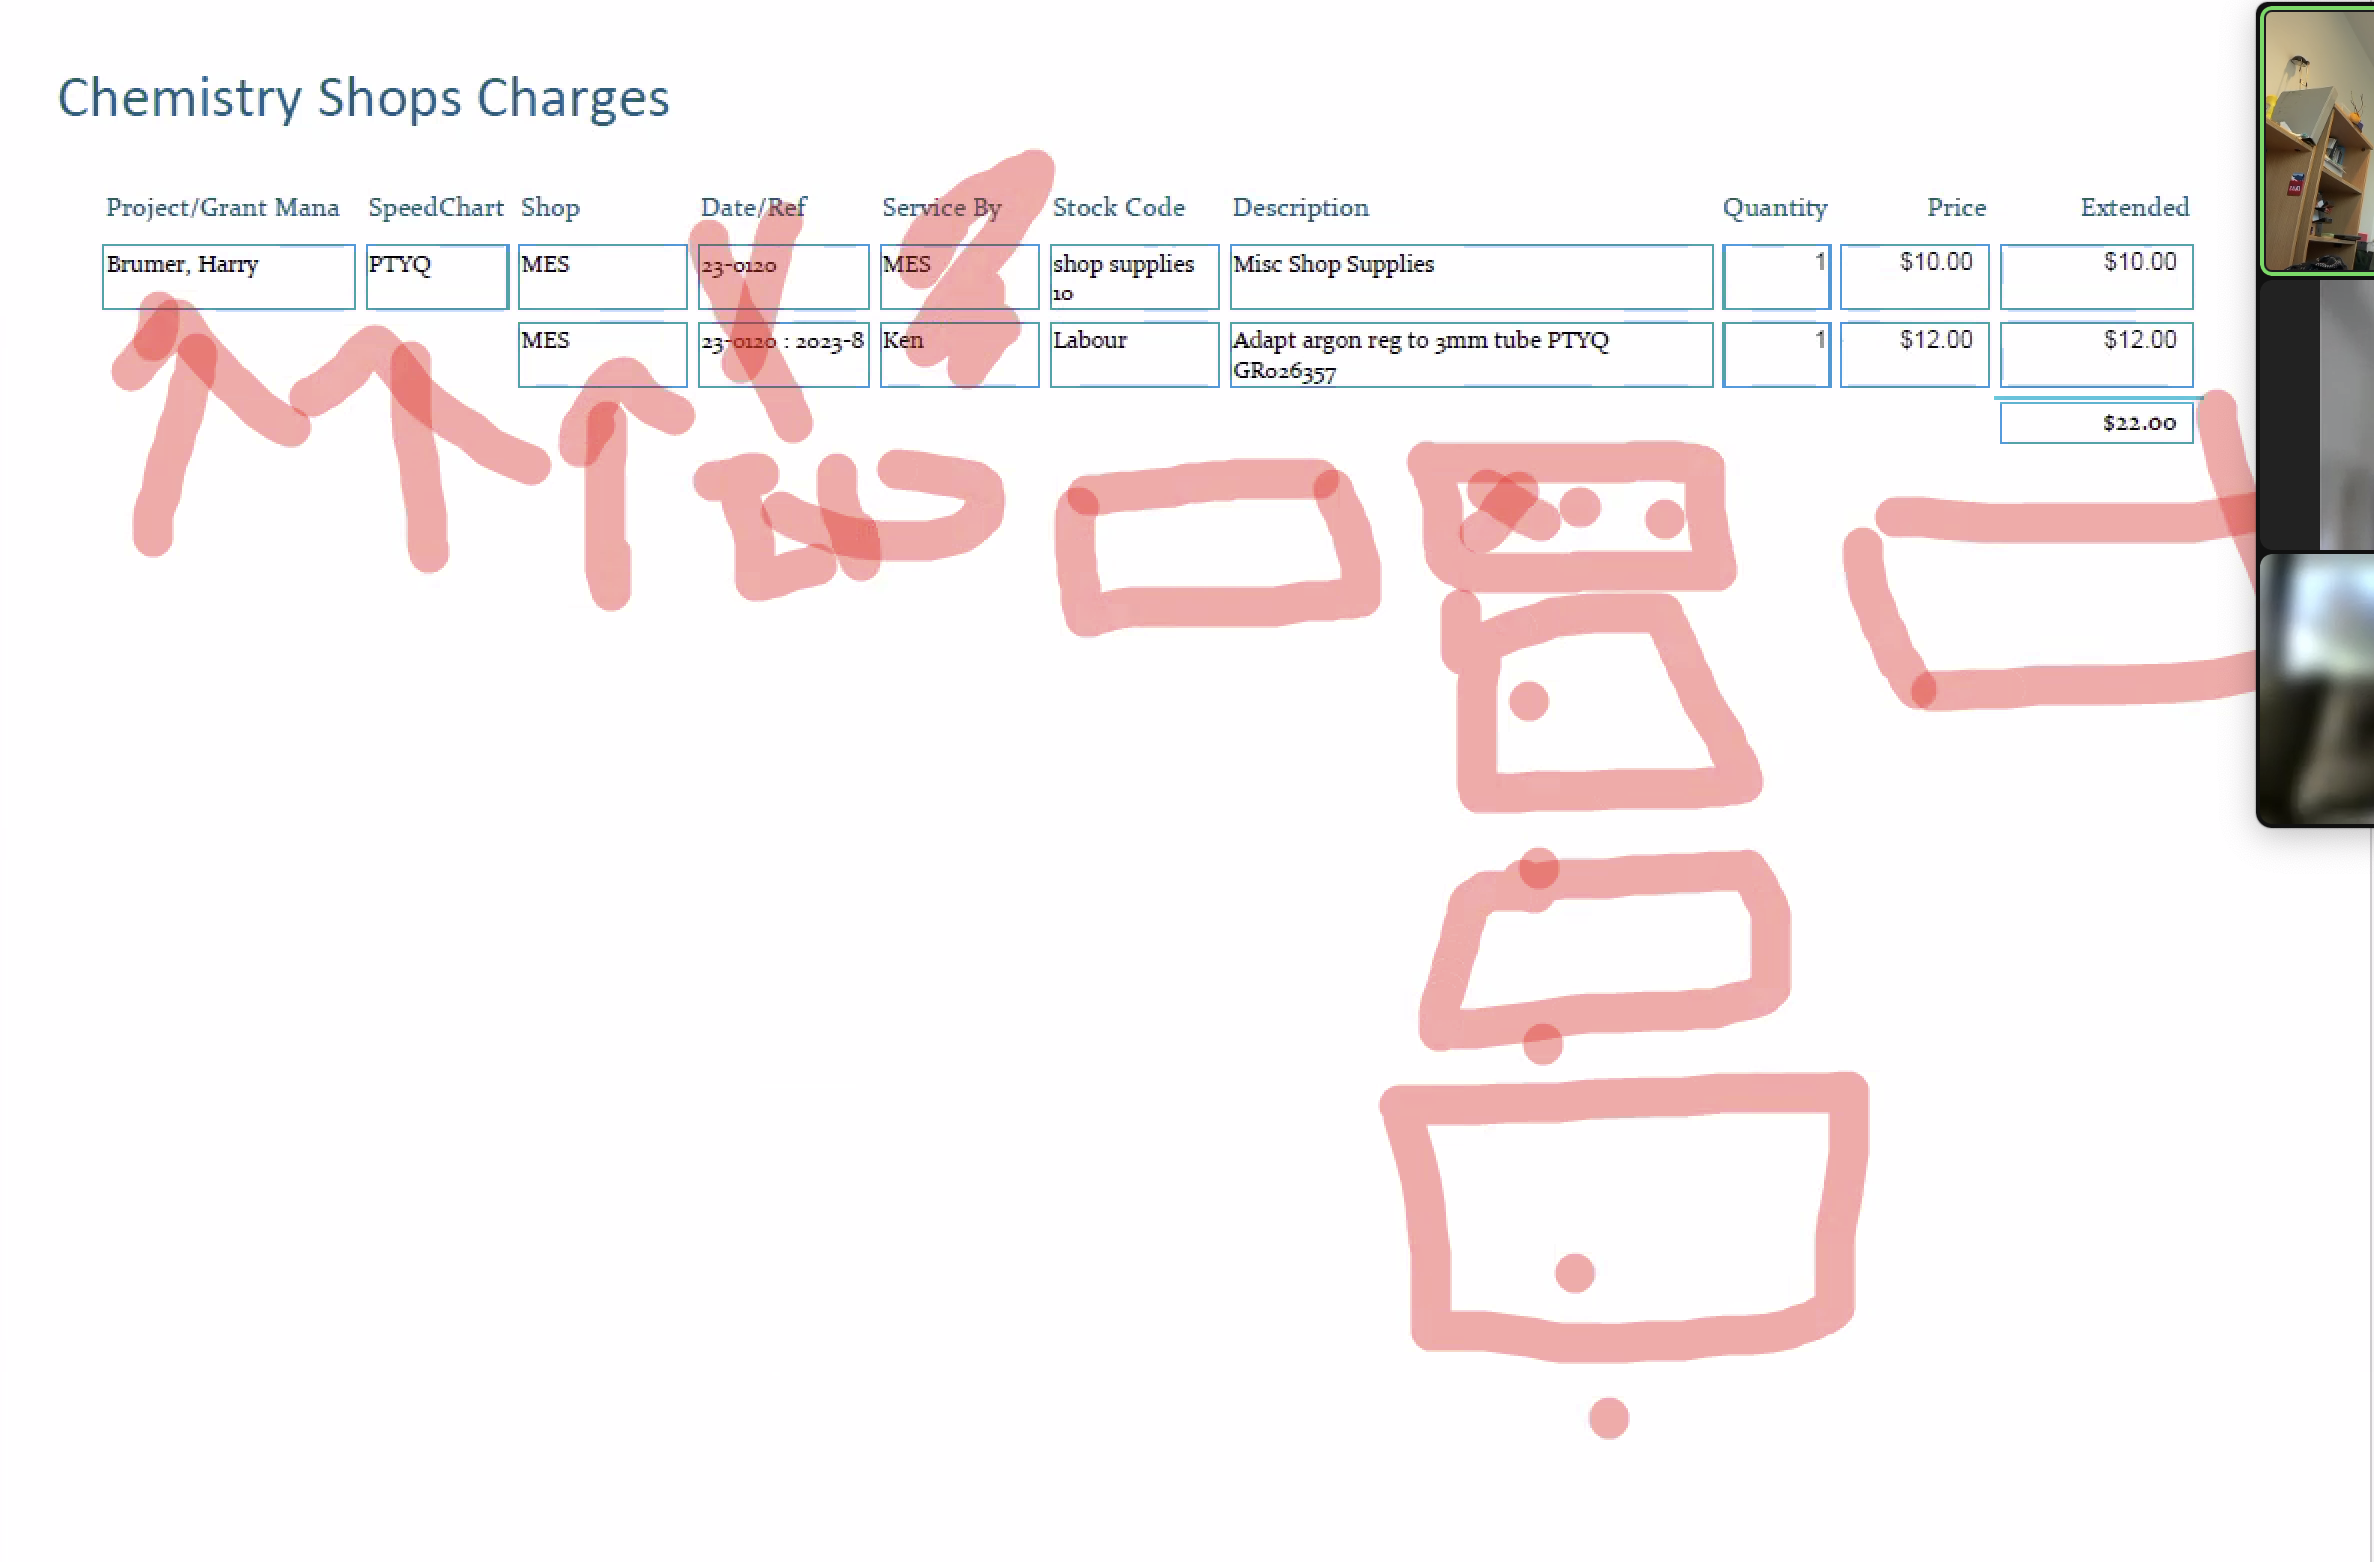 Chemistry Shops Charges
Project/Grant Mana SpeedChart Shop Date/Ref Service By Stock Code Description Quantity Price Extended
Brumer, Harry PTYQ MES 23-0120 MES shop supplies 10 Misc Shop Supplies 1 $10.00 $10.00
MES 23-0120 : 2023-8 Ken Labour Adapt argon reg to 3mm tube PTYQ GR026357 1 $12.00 $12.00
$22.00